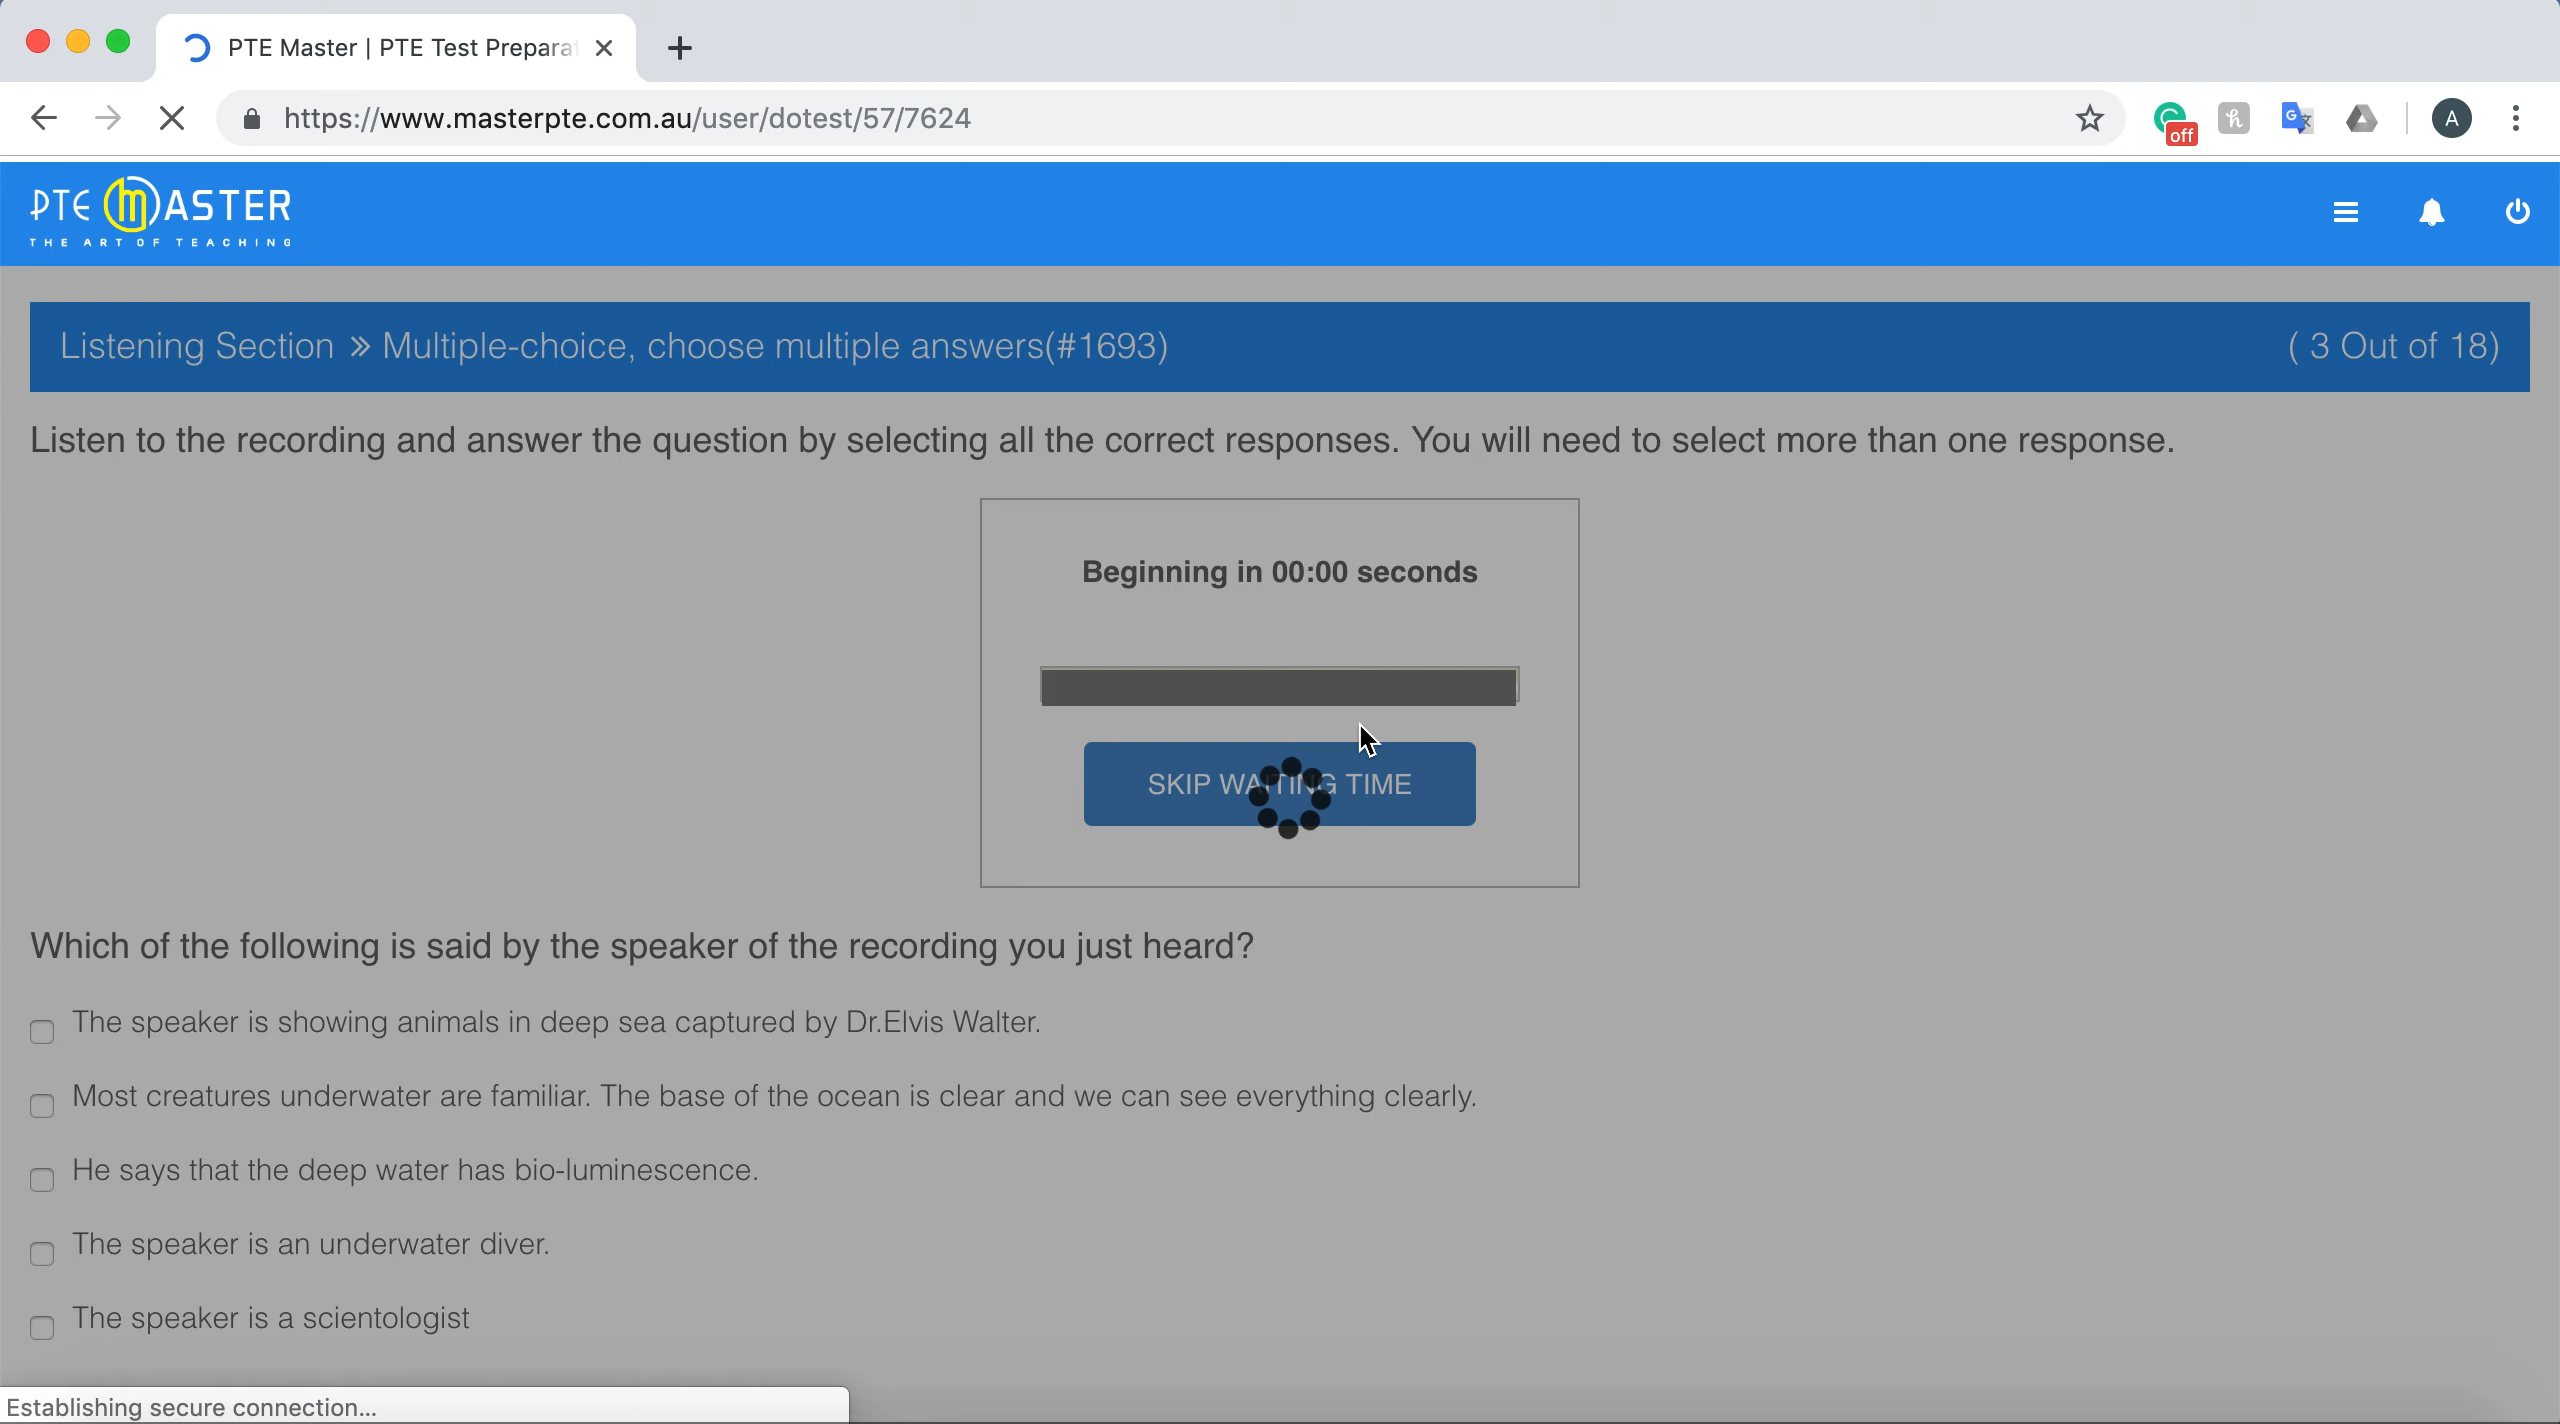 PTE Master | PTE Test Prepara
https://www.masterpte.com.au/user/dotest/57/7624
off
A
PTE MASTER
THE ART OF TEACHING
Listening Section » Multiple-choice, choose multiple answers(#1693)
( 3 Out of 18)
Listen to the recording and answer the question by selecting all the correct responses. You will need to select more than one response.
Beginning in 00:00 seconds
SKIP WAITING TIME
Which of the following is said by the speaker of the recording you just heard?
The speaker is showing animals in deep sea captured by Dr.Elvis Walter.
Most creatures underwater are familiar. The base of the ocean is clear and we can see everything clearly.
He says that the deep water has bio-luminescence.
The speaker is an underwater diver.
The speaker is a scientologist
Establishing secure connection...